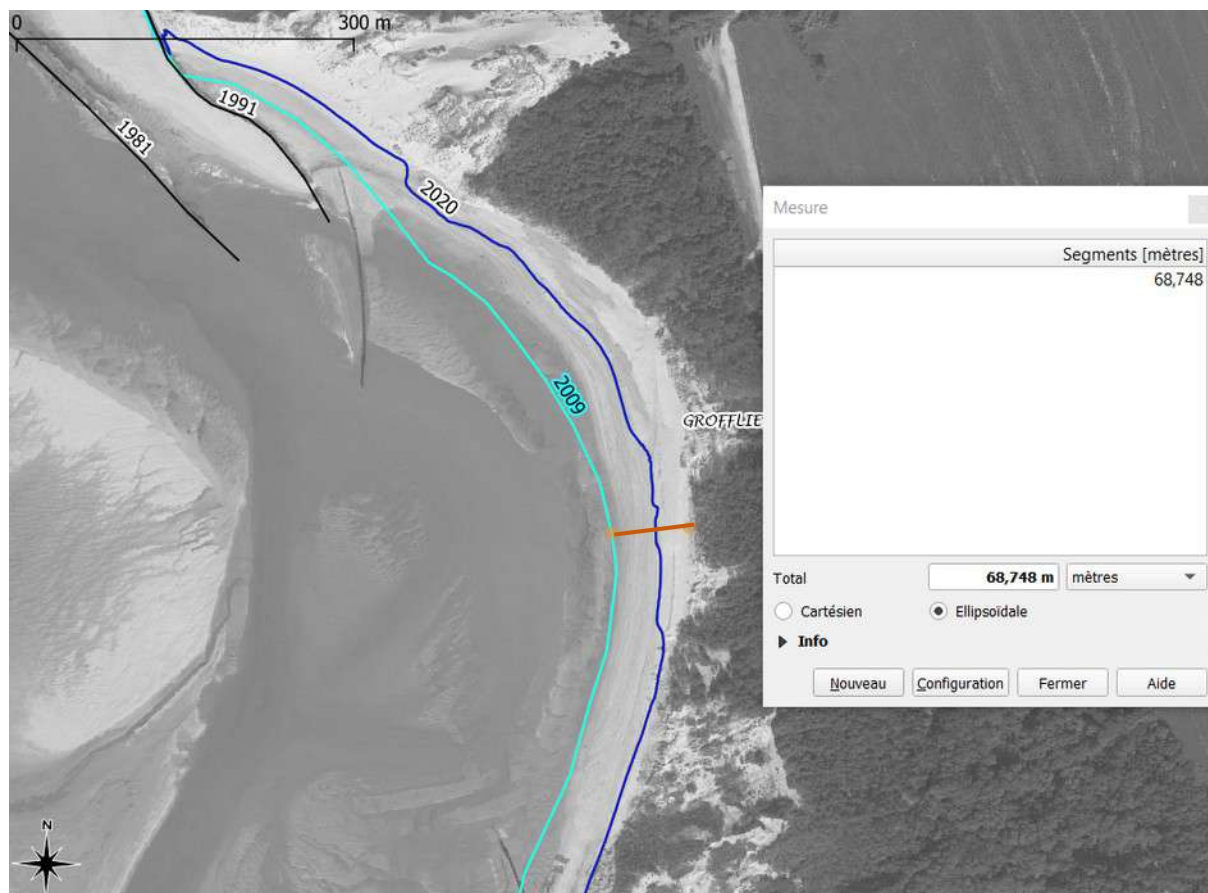 0 300 m
1991
1981
2020
2009
GROFFLIE
N
Mesure
Segments [mètres]
68,748
Total 68,748 m mètres
Cartésien Ellipsoïdale
Info
Nouveau Configuration Fermer Aide